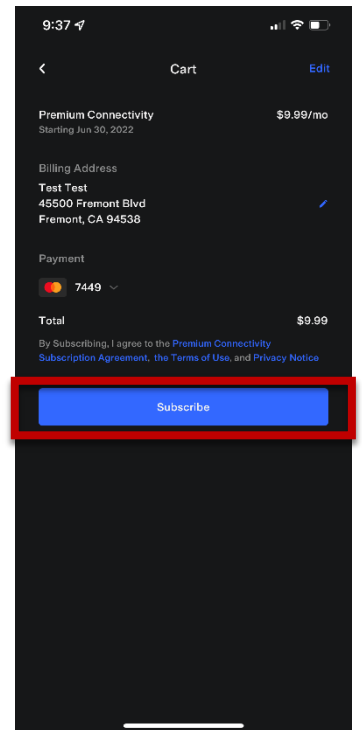 9:37
Cart
Edit
Premium Connectivity
$9.99/mo
Starting Jun 30, 2022
Billing Address
Test Test
45500 Fremont Blvd
Fremont, CA 94538
Payment
7449
Total
$9.99
By Subscribing, I agree to the Premium Connectivity
Subscription Agreement, the Terms of Use, and Privacy Notice
Subscribe